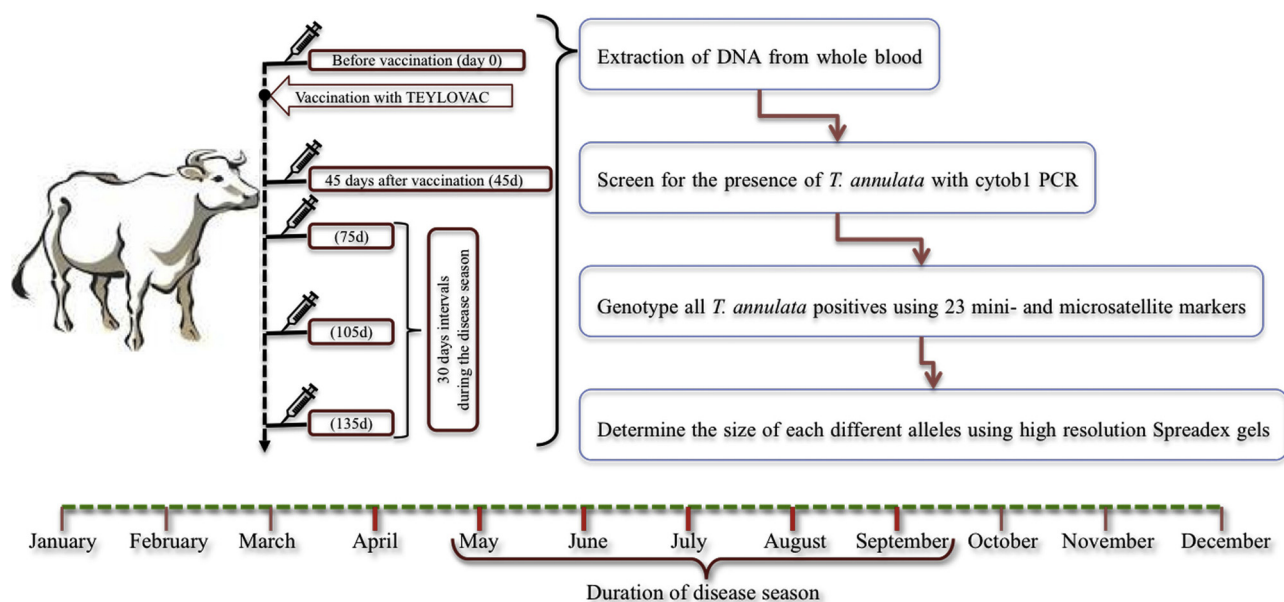 Before vaccination (day 0)
Vaccination with TEYLOVAC
45 days after vaccination (45d)
(75d)
(105d)
(135d)
30 days intervals
during the disease season
Extraction of DNA from whole blood
Screen for the presence of T. annulata with cytob1 PCR
Genotype all T. annulata positives using 23 mini- and microsatellite markers
Determine the size of each different alleles using high resolution Spreadex gels
January February March April May June July August September October November December
Duration of disease season